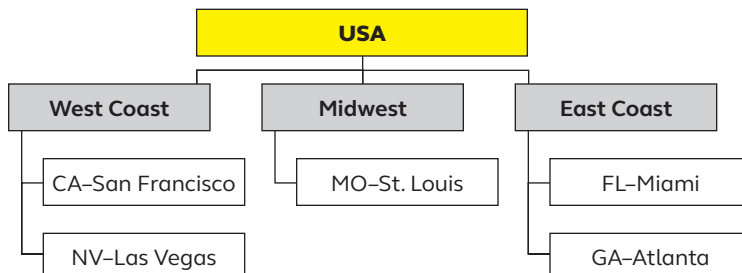 USA
West Coast
Midwest
East Coast
CA–San Francisco
MO–St. Louis
FL–Miami
NV–Las Vegas
GA–Atlanta